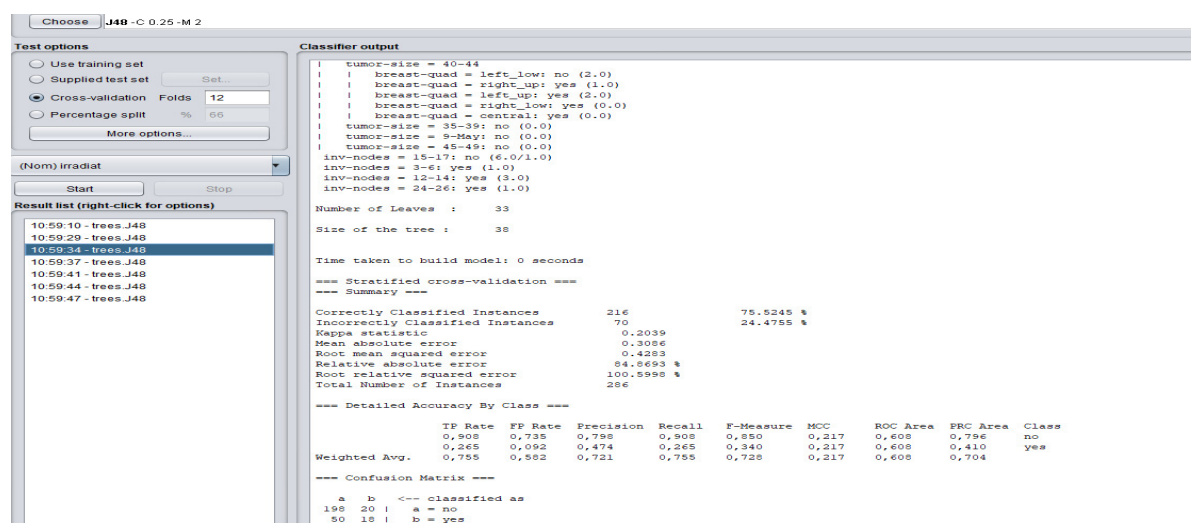 Choose J48 -C 0.25 -M 2
Test options
Use training set
Supplied test set Set...
Cross-validation Folds 12
Percentage split % 66
More options...
(Nom) irradiat
Start Stop
Result list (right-click for options)
10:59:10 - trees.J48
10:59:29 - trees.J48
10:59:34 - trees.J48
10:59:37 - trees.J48
10:59:41 - trees.J48
10:59:44 - trees.J48
10:59:47 - trees.J48
Classifier output
| tumor-size = 40-44
| | breast-quad = left_low: no (2.0)
| | breast-quad = right_up: yes (1.0)
| | breast-quad = left_up: yes (2.0)
| | breast-quad = right_low: yes (0.0)
| | breast-quad = central: yes (0.0)
| tumor-size = 35-39: no (0.0)
| tumor-size = 9-May: no (0.0)
| tumor-size = 45-49: no (0.0)
inv-nodes = 15-17: no (6.0/1.0)
inv-nodes = 3-6: yes (1.0)
inv-nodes = 12-14: yes (3.0)
inv-nodes = 24-26: yes (1.0)
Number of Leaves : 33
Size of the tree : 38
Time taken to build model: 0 seconds
=== Stratified cross-validation ===
=== Summary ===
Correctly Classified Instances 216 75.5245 %
Incorrectly Classified Instances 70 24.4755 %
Kappa statistic 0.2039
Mean absolute error 0.3086
Root mean squared error 0.4283
Relative absolute error 84.8693 %
Root relative squared error 100.5998 %
Total Number of Instances 286
=== Detailed Accuracy By Class ===
TP Rate FP Rate Precision Recall F-Measure MCC ROC Area PRC Area Class
0,908 0,735 0,798 0,908 0,850 0,217 0,608 0,796 no
0,265 0,092 0,474 0,265 0,340 0,217 0,608 0,410 yes
Weighted Avg. 0,755 0,582 0,721 0,755 0,728 0,217 0,608 0,704
=== Confusion Matrix ===
a b <-- classified as
198 20 | a = no
50 18 | b = yes